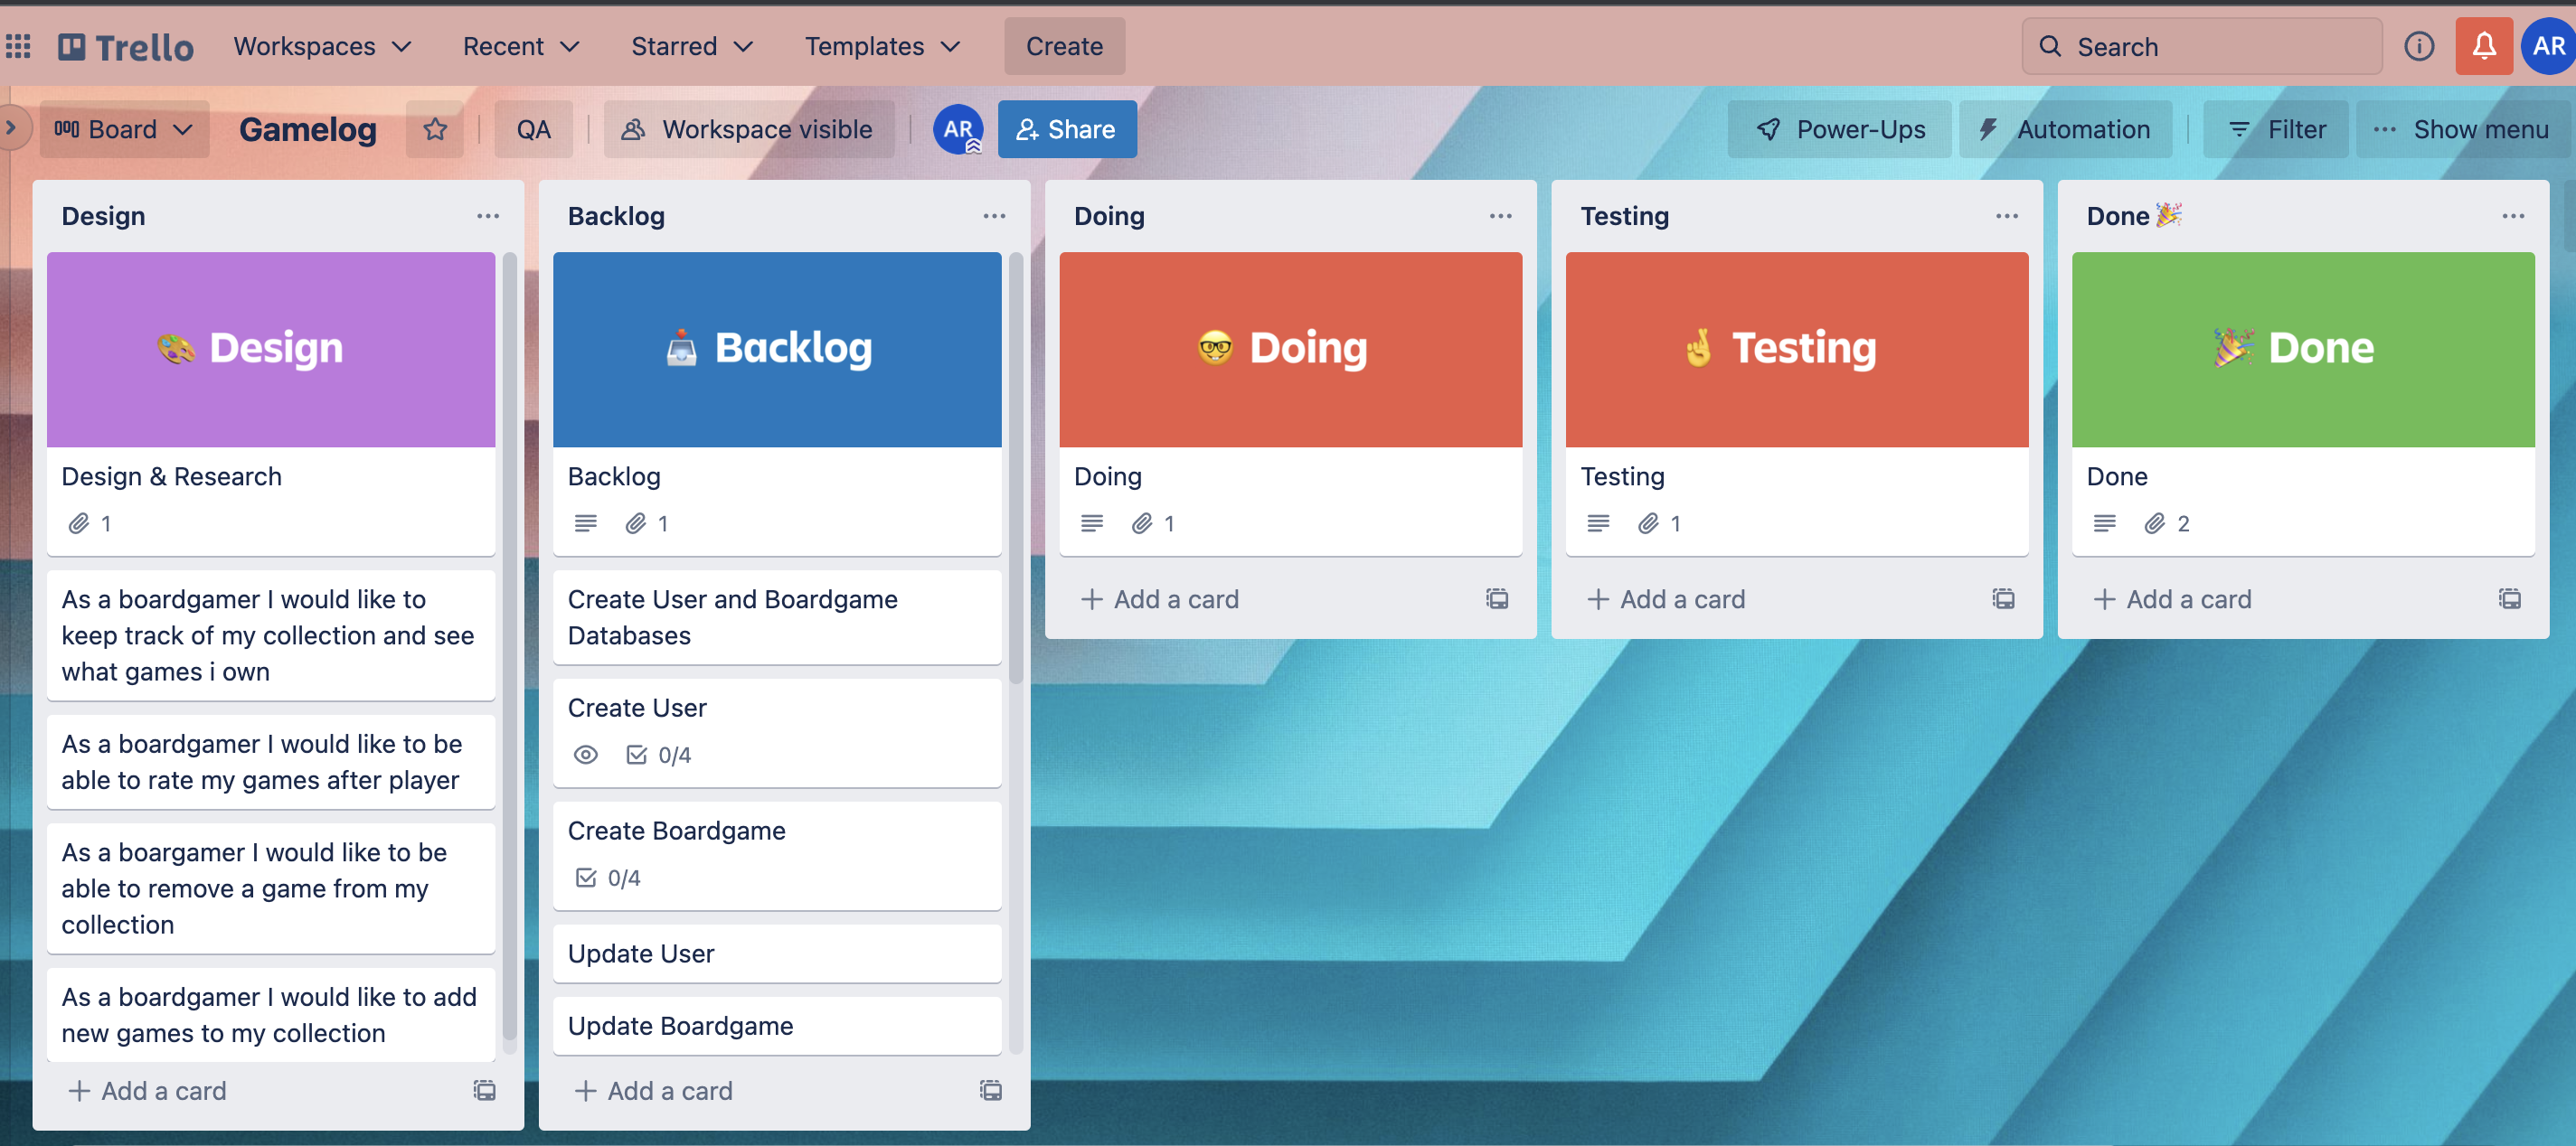 Trello Workspaces Recent Starred Templates Create Search AR
Board Gamelog QA Workspace visible AR Share Power-Ups Automation Filter Show menu
Design
Design
Design & Research
1
As a boardgamer I would like to
keep track of my collection and see
what games i own
As a boardgamer I would like to be
able to rate my games after player
As a boargamer I would like to be
able to remove a game from my
collection
As a boardgamer I would like to add
new games to my collection
Add a card
Backlog
Backlog
Backlog
1
Create User and Boardgame
Databases
Create User
0/4
Create Boardgame
0/4
Update User
Update Boardgame
Add a card
Doing
Doing
Doing
1
Add a card
Testing
Testing
Testing
1
Add a card
Done
Done
Done
2
Add a card